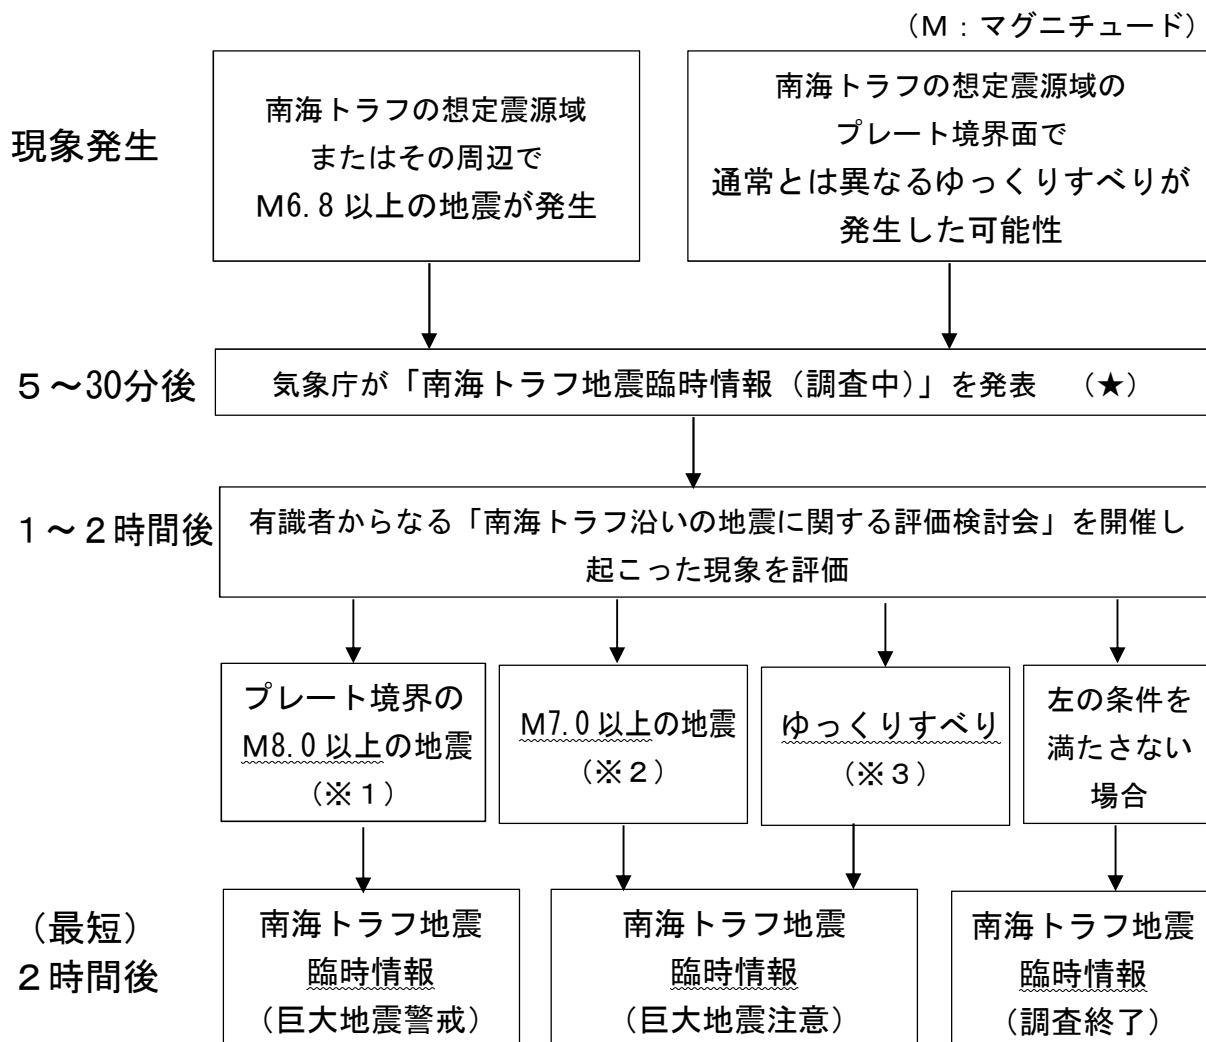 （Ｍ：マグニチュード）
現象発生
南海トラフの想定震源域
またはその周辺で
Ｍ6.8以上の地震が発生
南海トラフの想定震源域の
プレート境界面で
通常とは異なるゆっくりすべりが
発生した可能性
５～30分後
気象庁が「南海トラフ地震臨時情報（調査中）」を発表　（★）
１～２時間後
有識者からなる「南海トラフ沿いの地震に関する評価検討会」を開催し
起こった現象を評価
プレート境界の
Ｍ8.0以上の地震
（※１）
Ｍ7.0以上の地震
（※２）
ゆっくりすべり
（※３）
左の条件を
満たさない
場合
（最短）
２時間後
南海トラフ地震
臨時情報
（巨大地震警戒）
南海トラフ地震
臨時情報
（巨大地震注意）
南海トラフ地震
臨時情報
（調査終了）